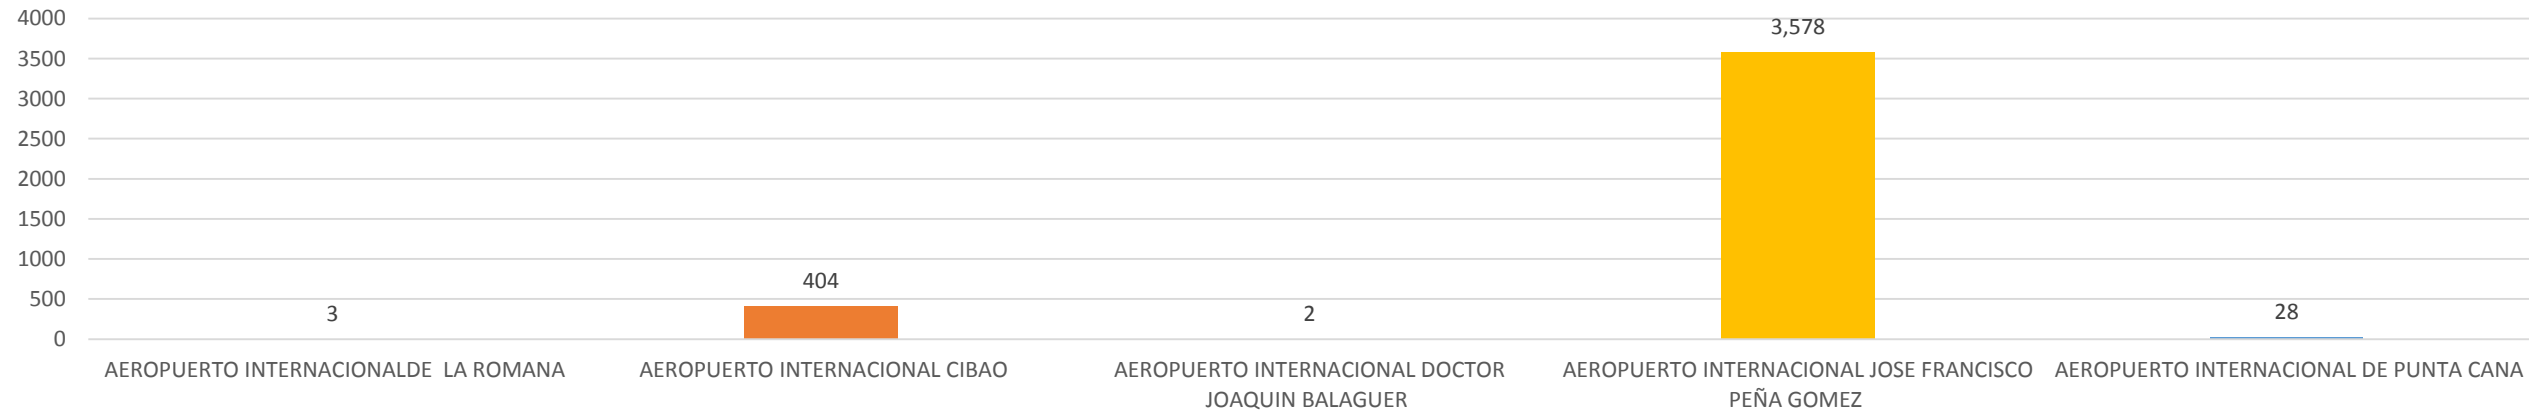 4000
3500
3000
2500
2000
1500
1000
500
0
3
404
2
3,578
28
AEROPUERTO INTERNACIONALDE  LA ROMANA
AEROPUERTO INTERNACIONAL CIBAO
AEROPUERTO INTERNACIONAL DOCTOR
JOAQUIN BALAGUER
AEROPUERTO INTERNACIONAL JOSE FRANCISCO
PEÑA GOMEZ
AEROPUERTO INTERNACIONAL DE PUNTA CANA